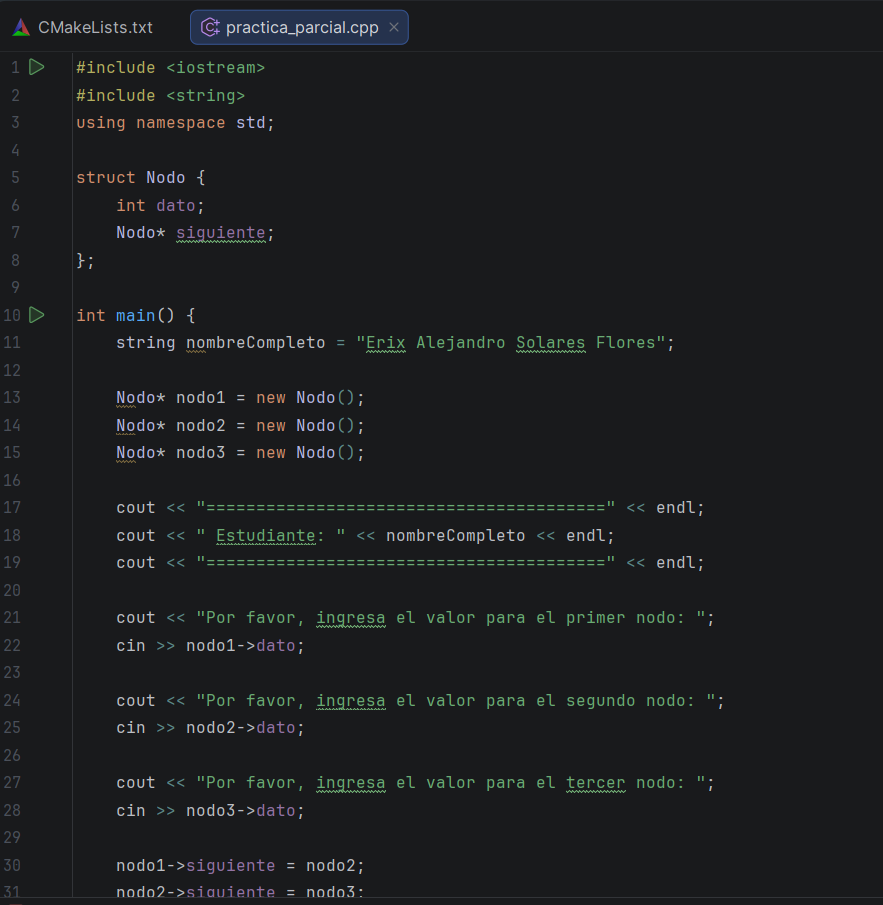 CMakeLists.txt practica_parcial.cpp ×
1 #include <iostream>
2 #include <string>
3 using namespace std;
4
5 struct Nodo {
6     int dato;
7     Nodo* siguiente;
8 };
9
10 int main() {
11     string nombreCompleto = "Erix Alejandro Solares Flores";
12
13     Nodo* nodo1 = new Nodo();
14     Nodo* nodo2 = new Nodo();
15     Nodo* nodo3 = new Nodo();
16
17     cout << "========================================" << endl;
18     cout << " Estudiante: " << nombreCompleto << endl;
19     cout << "========================================" << endl;
20
21     cout << "Por favor, ingresa el valor para el primer nodo: ";
22     cin >> nodo1->dato;
23
24     cout << "Por favor, ingresa el valor para el segundo nodo: ";
25     cin >> nodo2->dato;
26
27     cout << "Por favor, ingresa el valor para el tercer nodo: ";
28     cin >> nodo3->dato;
29
30     nodo1->siguiente = nodo2;
31     nodo2->siguiente = nodo3;